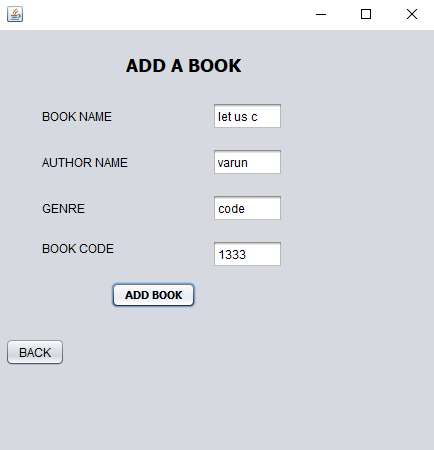 ADD A BOOK
BOOK NAME let us c
AUTHOR NAME varun
GENRE code
BOOK CODE 1333
ADD BOOK
BACK